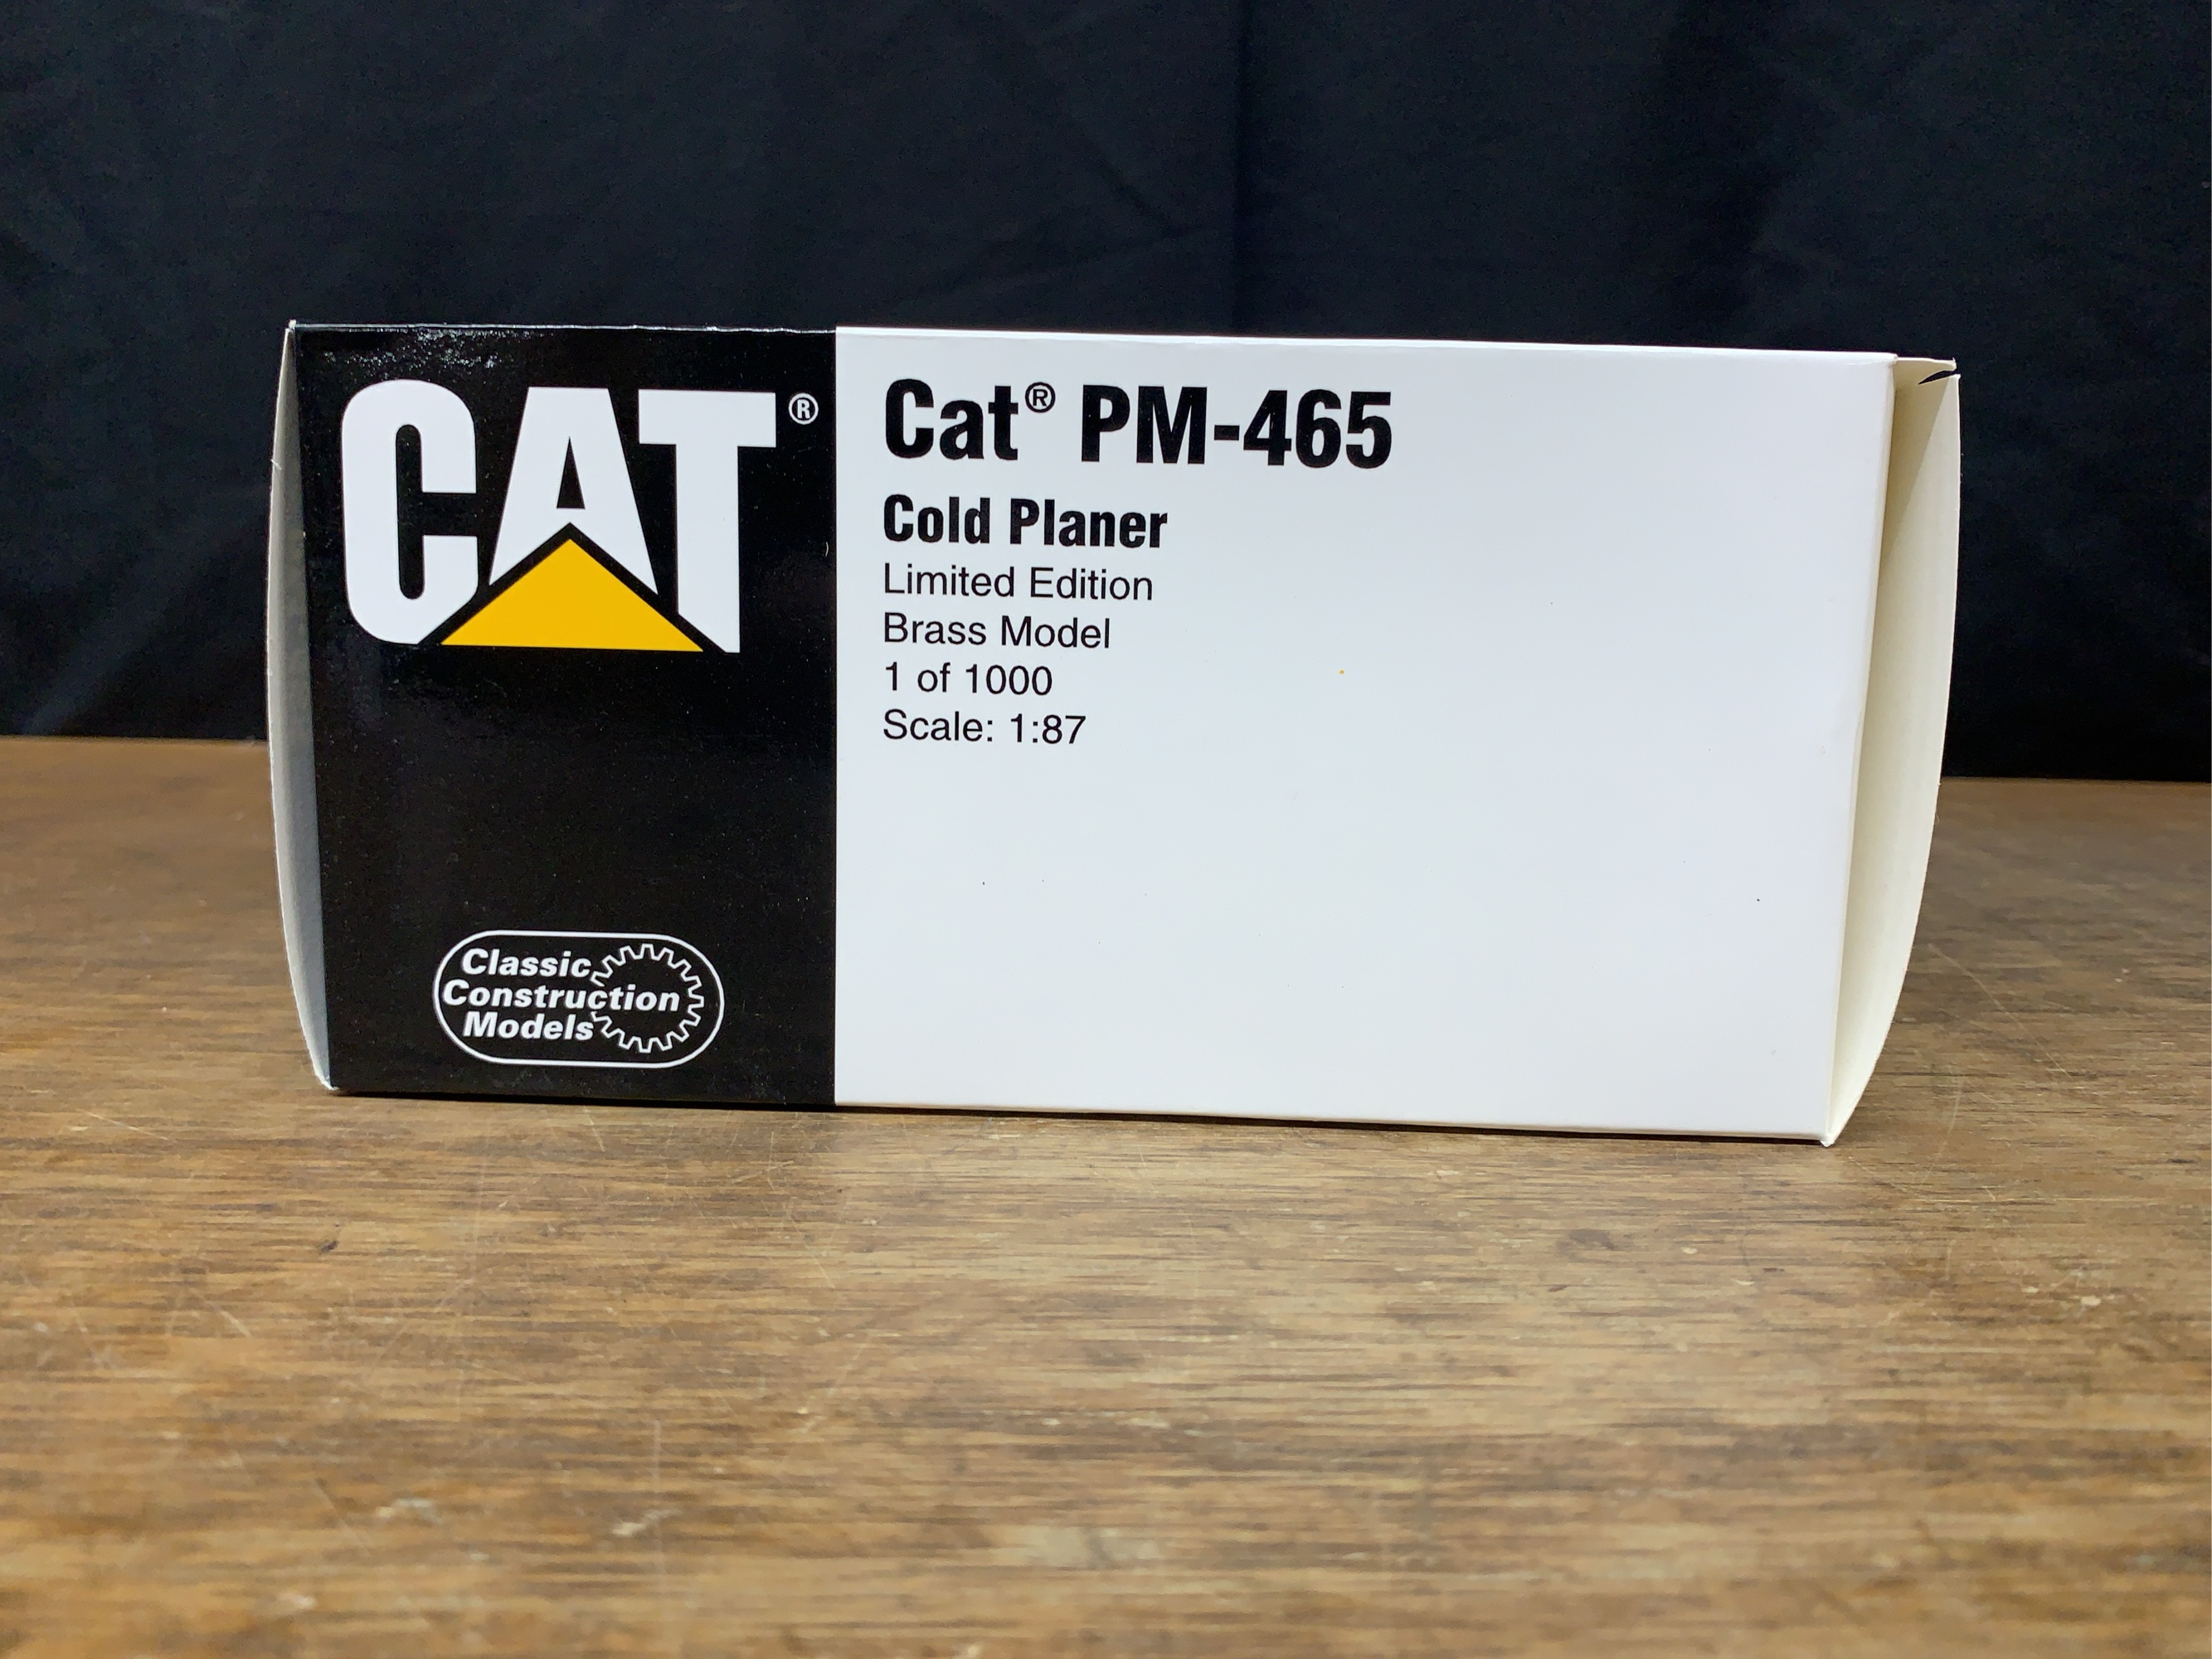 CAT®
Cat® PM-465
Cold Planer
Limited Edition
Brass Model
1 of 1000
Scale: 1:87
Classic
Construction
Models